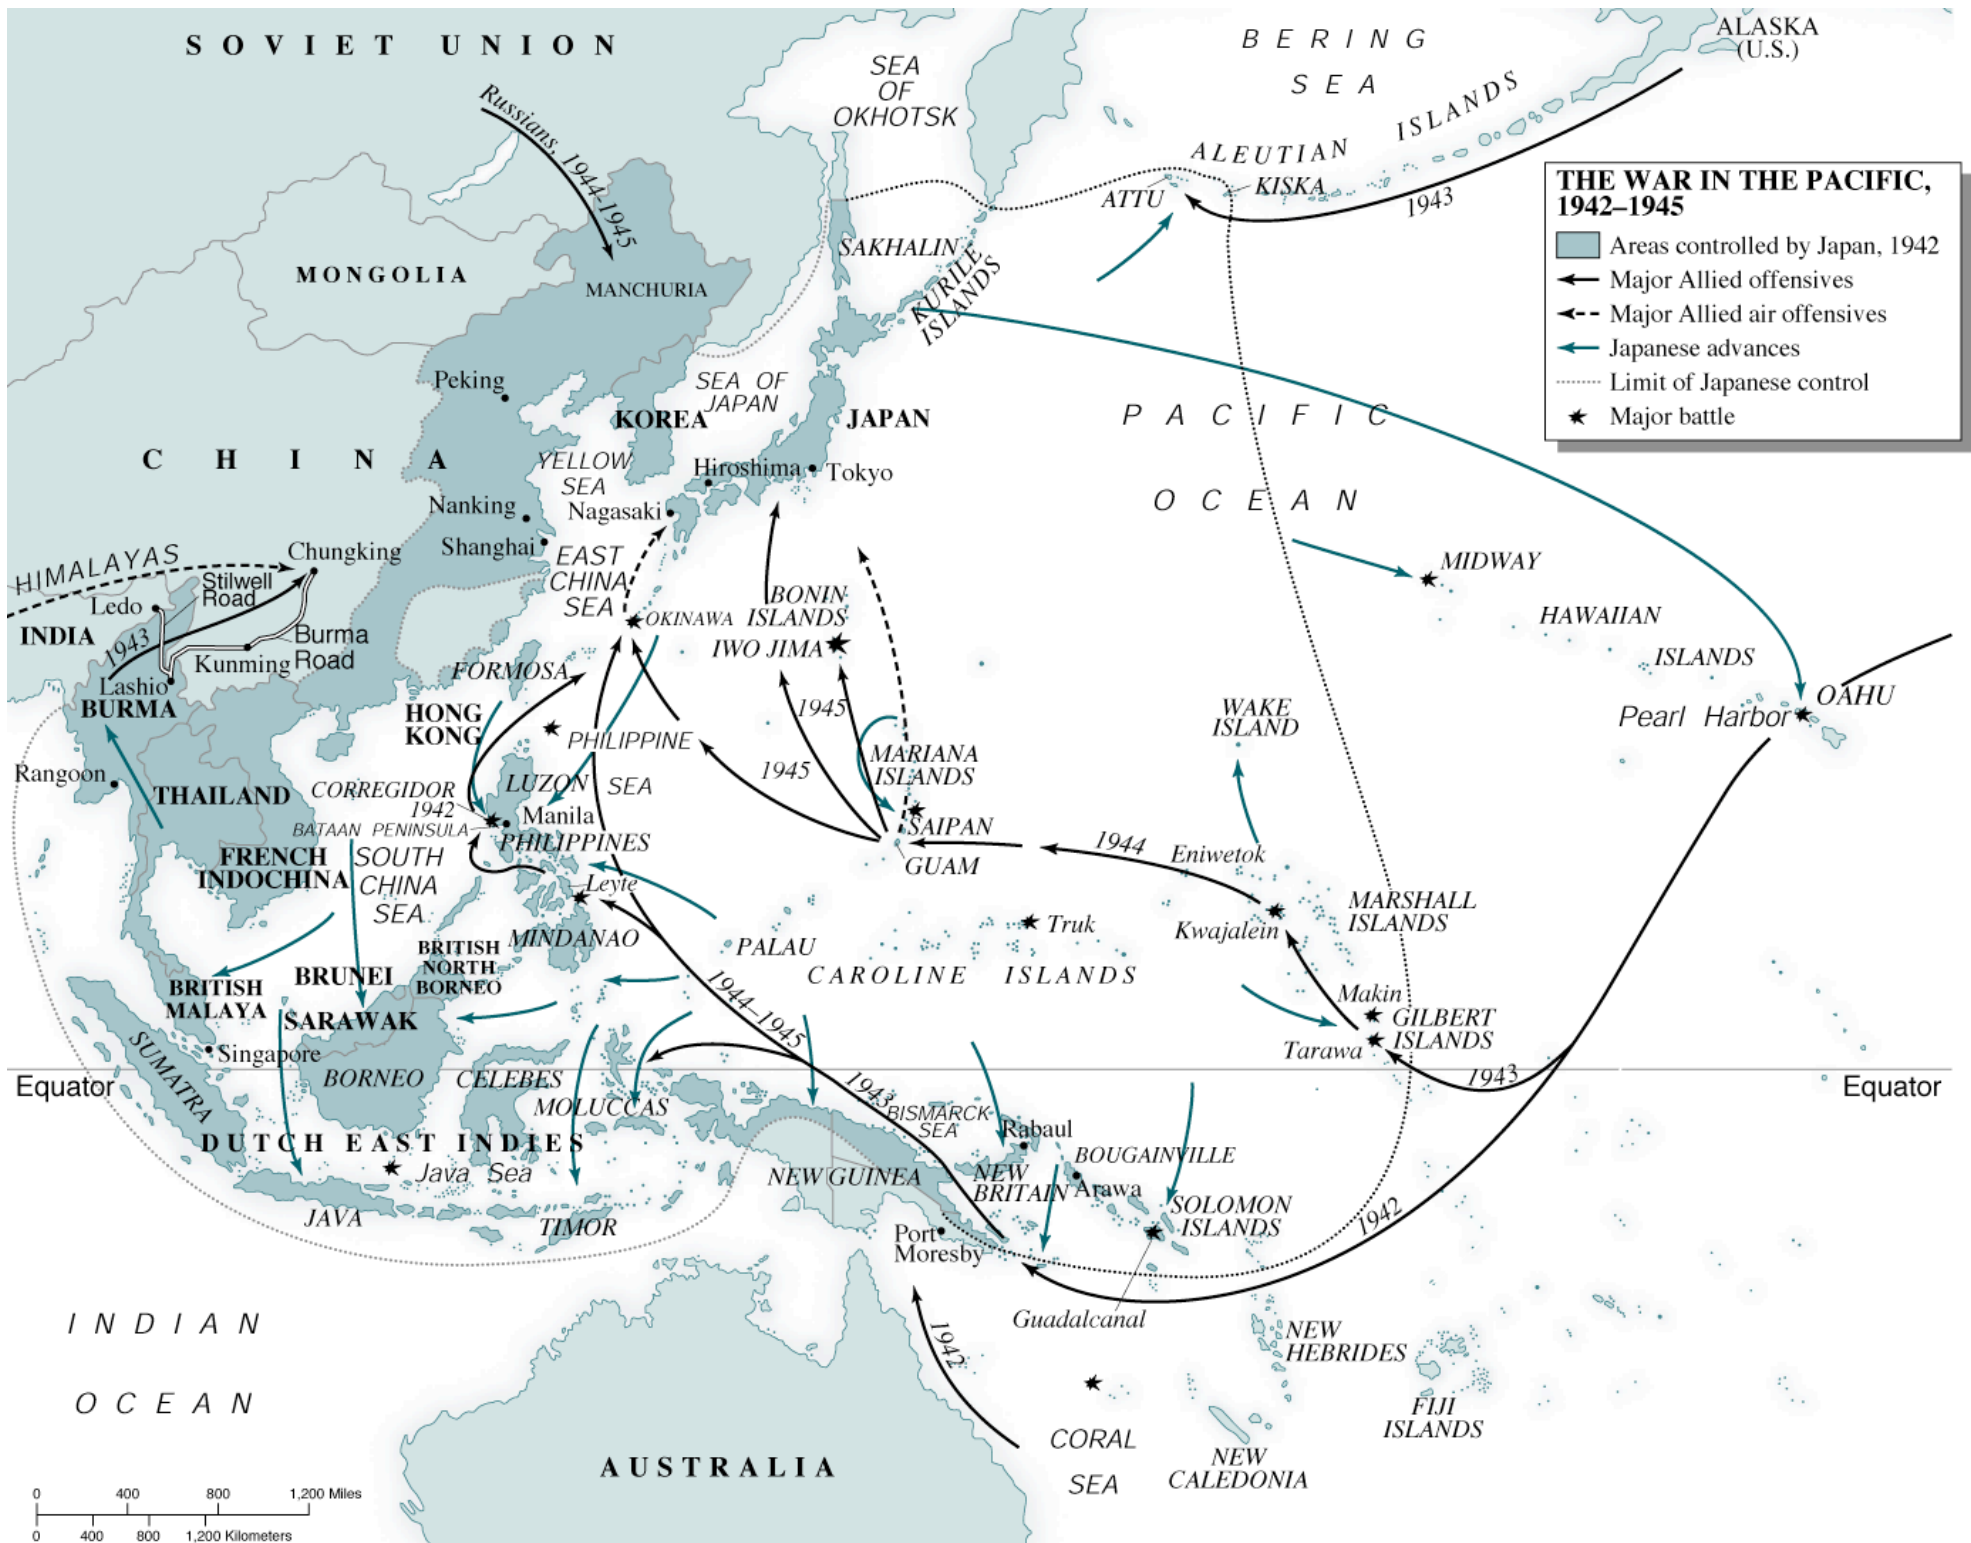 SOVIET UNION
BERING
SEA
ALASKA
(U.S.)
SEA
OF
OKHOTSK
Russians, 1944–1945
ALEUTIAN
ISLANDS
ATTU
KISKA
1943
THE WAR IN THE PACIFIC,
1942–1945
Areas controlled by Japan, 1942
Major Allied offensives
Major Allied air offensives
Japanese advances
Limit of Japanese control
Major battle
MONGOLIA
MANCHURIA
SAKHALIN
KURILE
ISLANDS
Peking
SEA OF
JAPAN
KOREA
JAPAN
PACIFIC
OCEAN
CHINA
YELLOW
SEA
Hiroshima
Tokyo
Nanking
Nagasaki
Shanghai
EAST
CHINA
SEA
HIMALAYAS
Chungking
Stilwell
Road
Ledo
INDIA
1943
Burma
Road
Kunming
Lashio
BURMA
OKINAWA
BONIN
ISLANDS
IWO JIMA
MIDWAY
HAWAIIAN
ISLANDS
OAHU
Pearl Harbor
FORMOSA
HONG
KONG
PHILIPPINE
SEA
1945
1945
MARIANA
ISLANDS
WAKE
ISLAND
Rangoon
THAILAND
CORREGIDOR
1942
LUZON
Manila
BATAAN PENINSULA
PHILIPPINES
SAIPAN
GUAM
1944
Eniwetok
FRENCH
INDOCHINA
SOUTH
CHINA
SEA
Leyte
MINDANAO
PALAU
Truk
CAROLINE ISLANDS
Kwajalein
MARSHALL
ISLANDS
BRITISH
NORTH
BORNEO
BRUNEI
BRITISH
MALAYA
SARAWAK
1944–1945
Makin
GILBERT
ISLANDS
Tarawa
SUMATRA
Singapore
Equator
BORNEO
CELEBES
MOLUCCAS
1943
BISMARCK
SEA
1943
Equator
DUTCH EAST INDIES
Java Sea
NEW GUINEA
Rabaul
NEW
BRITAIN
BOUGAINVILLE
Arawa
SOLOMON
ISLANDS
1942
JAVA
TIMOR
Port
Moresby
Guadalcanal
INDIAN
OCEAN
1942
NEW
HEBRIDES
FIJI
ISLANDS
CORAL
SEA
NEW
CALEDONIA
AUSTRALIA
0 400 800 1,200 Miles
0 400 800 1,200 Kilometers